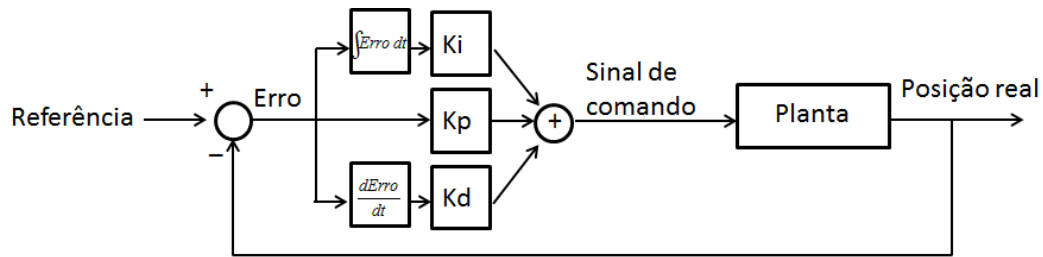 ∫Erro dt
Ki
Referência
+
−
Erro
Kp
+
Sinal de
comando
Planta
Posição real
dErro
dt
Kd